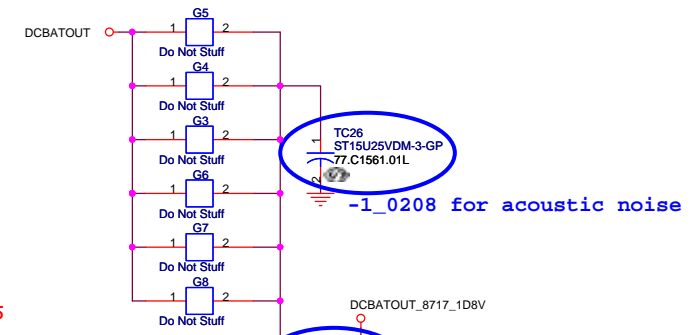 G5
DCBATOUT
1 2
Do Not Stuff
G4
1 2
Do Not Stuff
G3
1 2
Do Not Stuff
1
TC26
ST15U25VDM-3-GP
77.C1561.01L
2
G6
1 2
Do Not Stuff
-1_0208 for acoustic noise
G7
1 2
Do Not Stuff
G8
1 2
Do Not Stuff
DCBATOUT_8717_1D8V